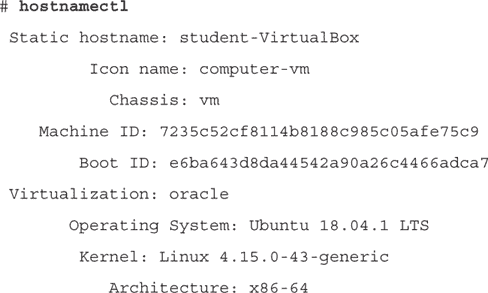 # hostnamectl
Static hostname: student-VirtualBox
Icon name: computer-vm
Chassis: vm
Machine ID: 7235c52cf8114b8188c985c05afe75c9
Boot ID: e6ba643d8da44542a90a26c4466adca7
Virtualization: oracle
Operating System: Ubuntu 18.04.1 LTS
Kernel: Linux 4.15.0-43-generic
Architecture: x86-64